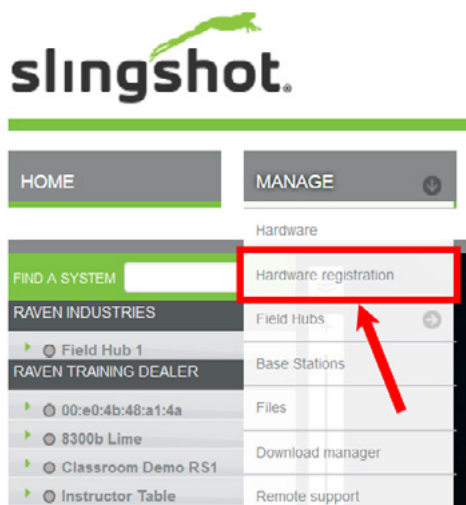 slingshot®
HOME
MANAGE
Hardware
FIND A SYSTEM
Hardware registration
RAVEN INDUSTRIES
Field Hubs
Field Hub 1
RAVEN TRAINING DEALER
Base Stations
00:e0:4b:48:a1:4a
Files
8300b Lime
Download manager
Classroom Demo RS1
Instructor Table
Remote support